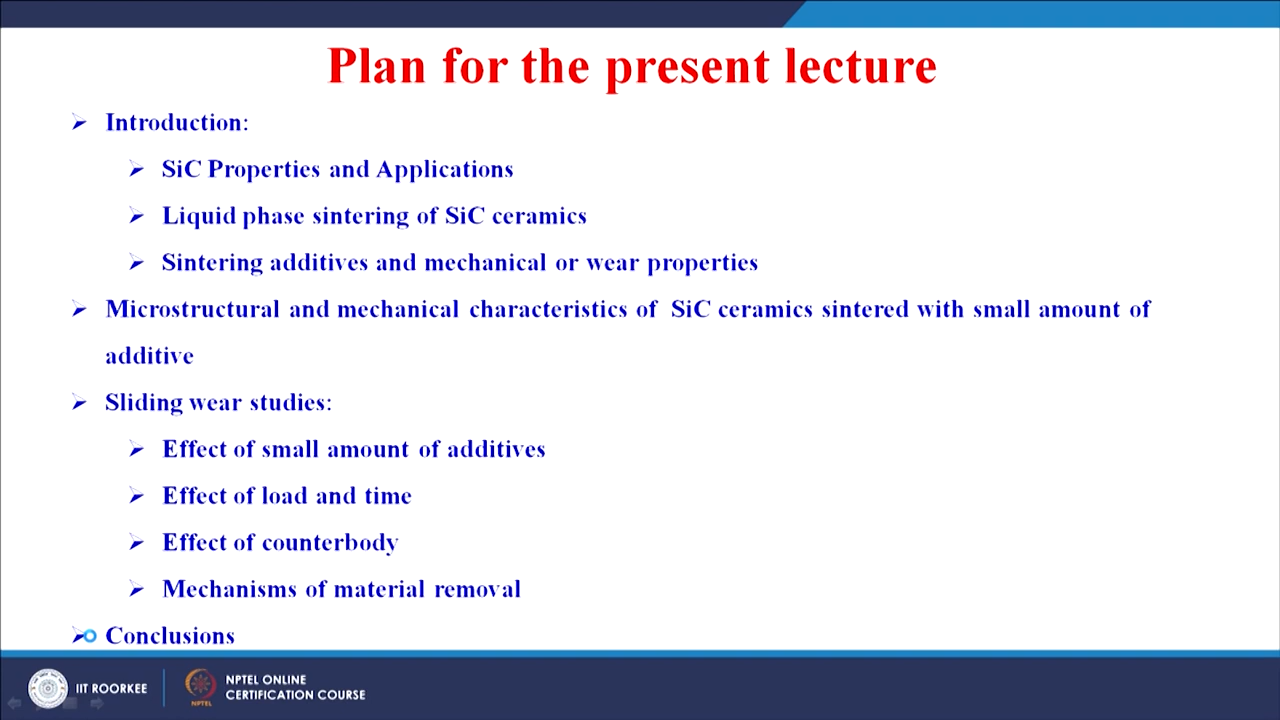 Plan for the present lecture
Introduction:
SiC Properties and Applications
Liquid phase sintering of SiC ceramics
Sintering additives and mechanical or wear properties
Microstructural and mechanical characteristics of SiC ceramics sintered with small amount of
additive
Sliding wear studies:
Effect of small amount of additives
Effect of load and time
Effect of counterbody
Mechanisms of material removal
Conclusions
IIT ROORKEE
NPTEL ONLINE
CERTIFICATION COURSE
NPTEL